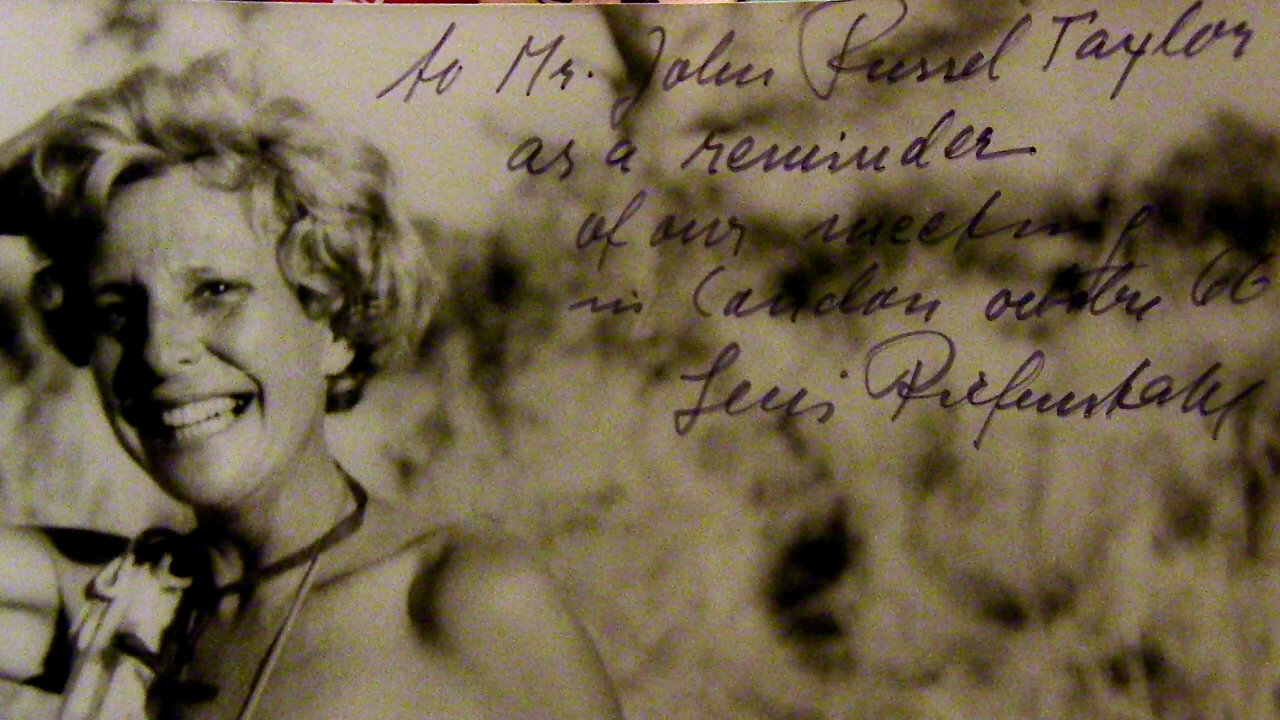 to Mr. John Russel Taylor
as a reminder
of our meeting
in London october 66
Leni Riefenstahl